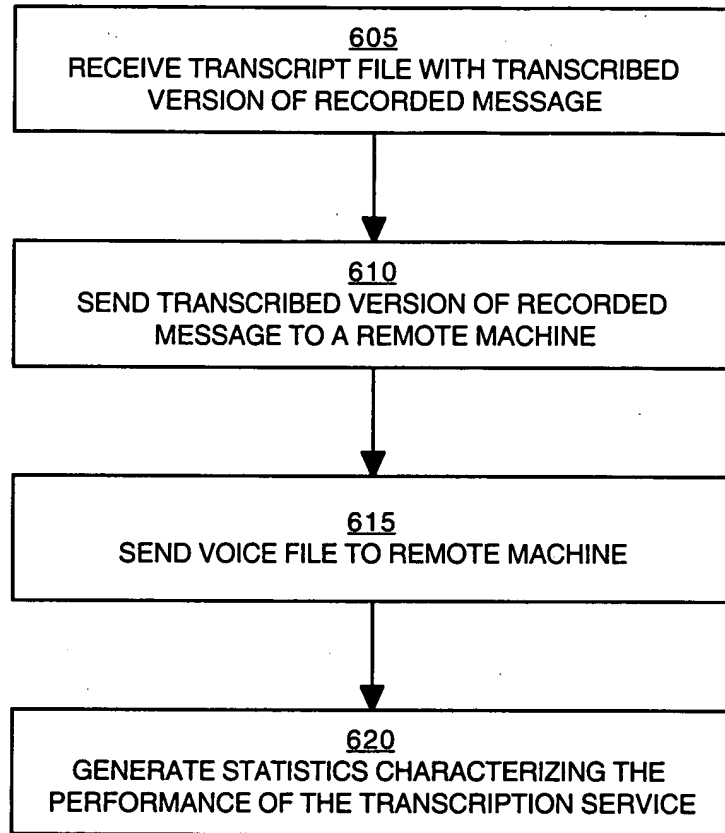 605
RECEIVE TRANSCRIPT FILE WITH TRANSCRIBED
VERSION OF RECORDED MESSAGE
610
SEND TRANSCRIBED VERSION OF RECORDED
MESSAGE TO A REMOTE MACHINE
615
SEND VOICE FILE TO REMOTE MACHINE
620
GENERATE STATISTICS CHARACTERIZING THE
PERFORMANCE OF THE TRANSCRIPTION SERVICE